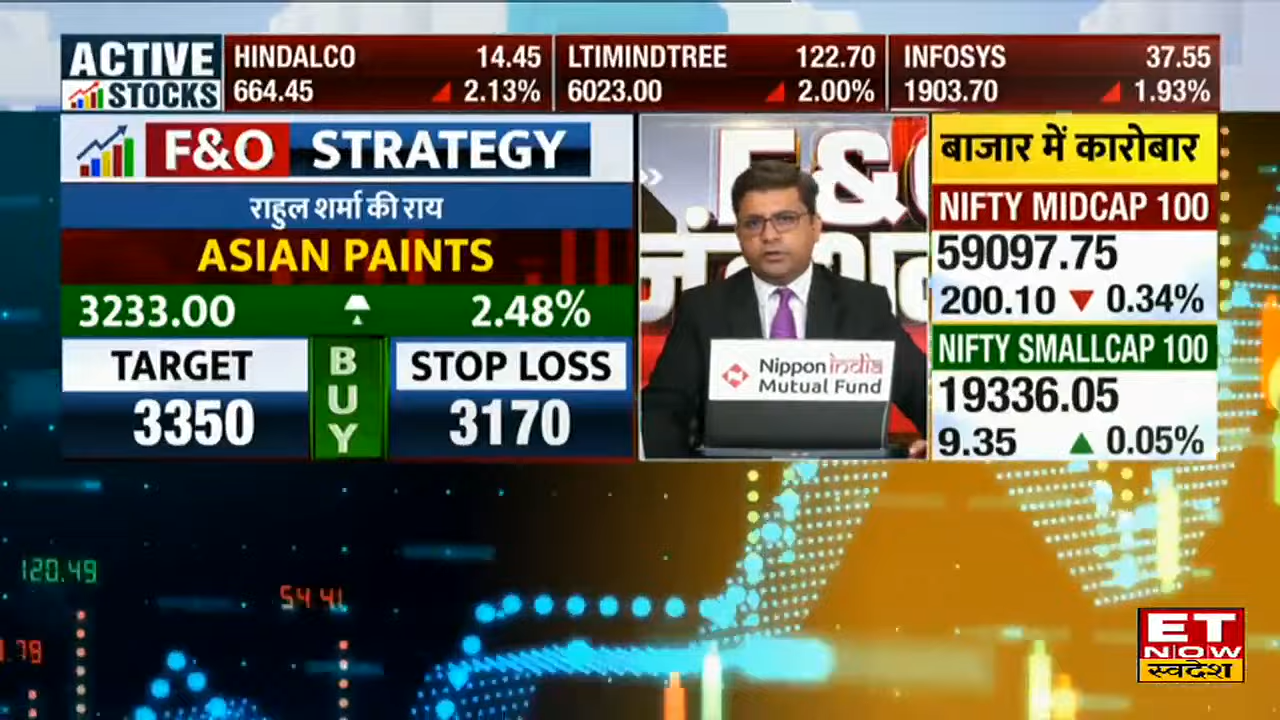 ACTIVE
STOCKS
HINDALCO 14.45
664.45 ▲ 2.13%
LTIMINDTREE 122.70
6023.00 ▲ 2.00%
INFOSYS 37.55
1903.70 ▲ 1.93%
F&O STRATEGY
राहुल शर्मा की राय
ASIAN PAINTS
3233.00 ▲ 2.48%
TARGET
3350
BUY
STOP LOSS
3170
Nippon india
Mutual Fund
बाजार में कारोबार
NIFTY MIDCAP 100
59097.75
200.10 ▼ 0.34%
NIFTY SMALLCAP 100
19336.05
9.35 ▲ 0.05%
120.49
54.41
ET
NOW
स्वदेश